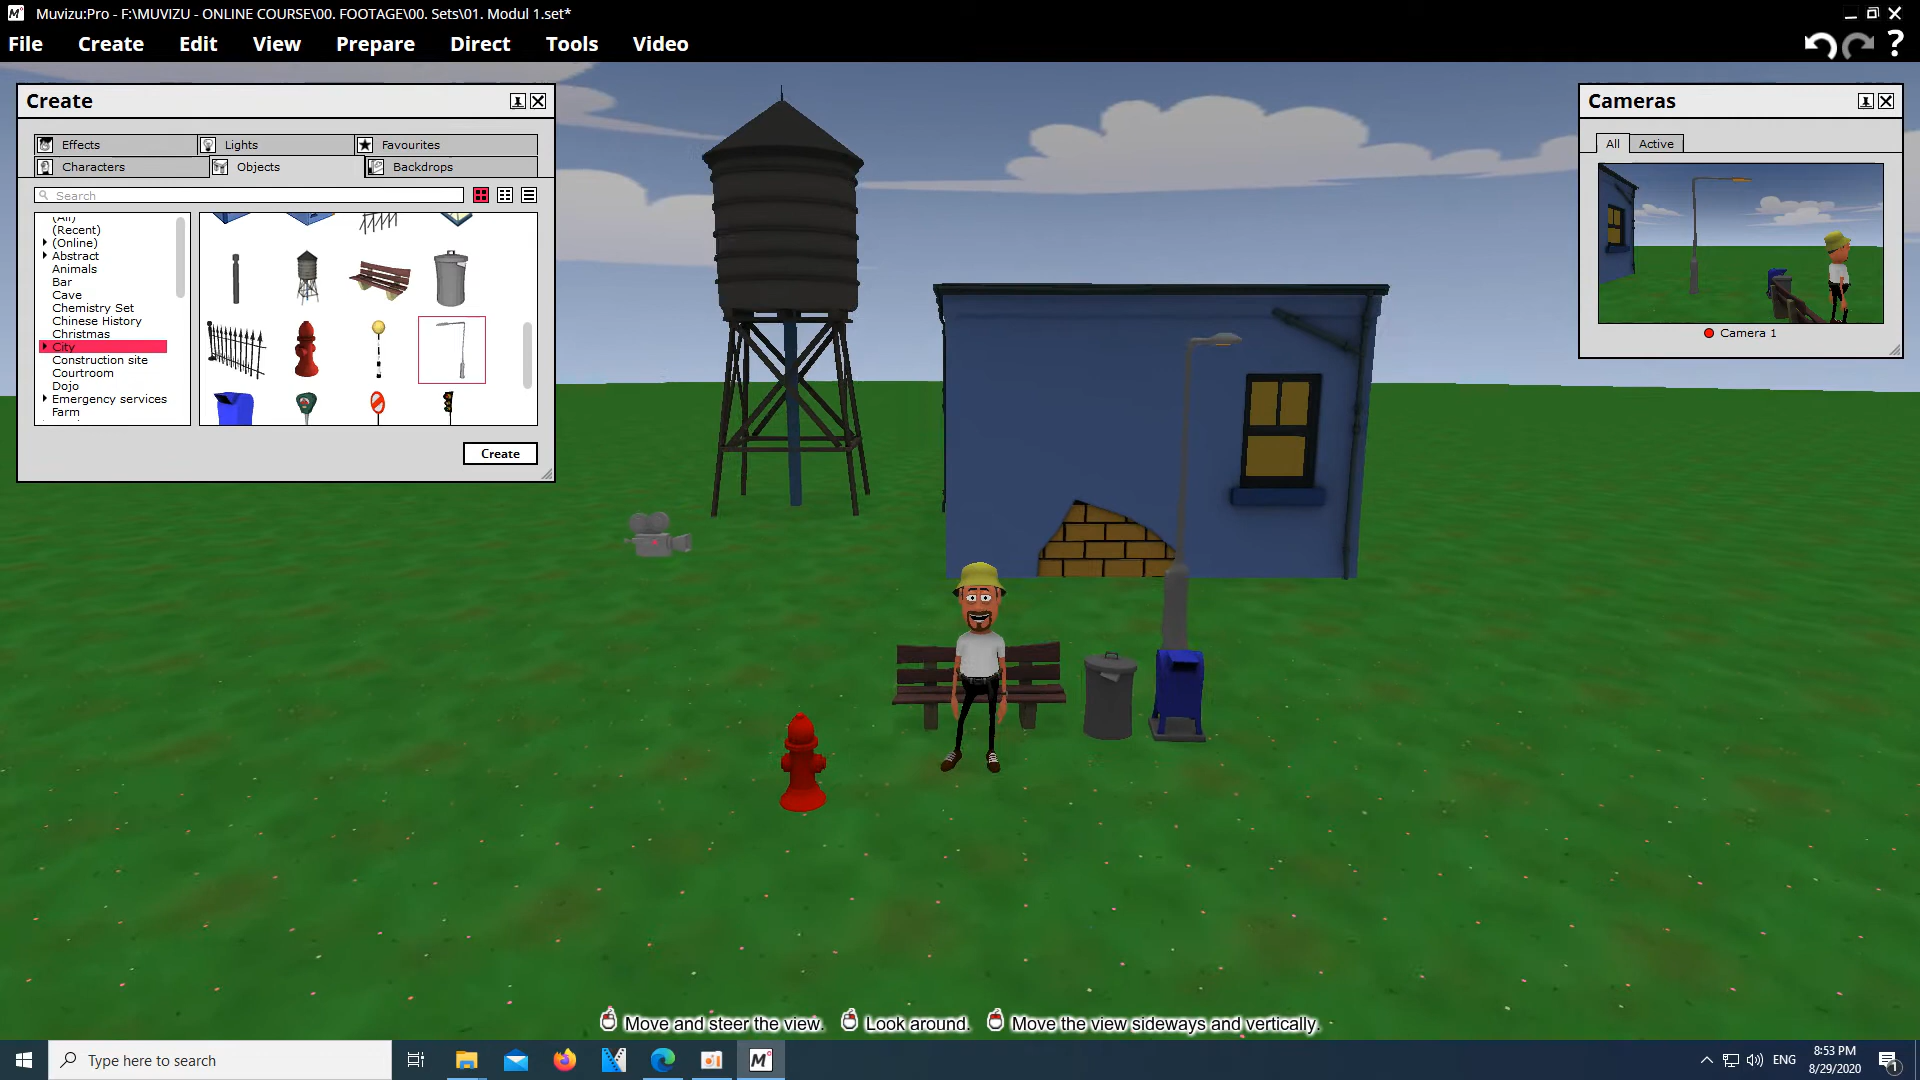 Muvizu:Pro - F:\MUVIZU - ONLINE COURSE\00. FOOTAGE\00. Sets\01. Modul 1.set*
File Create Edit View Prepare Direct Tools Video
Create
Effects Lights Favourites
Characters Objects Backdrops
Search
(All)
(Recent)
(Online)
Abstract
Animals
Bar
Cave
Chemistry Set
Chinese History
Christmas
City
Construction site
Courtroom
Dojo
Emergency services
Farm
Create
Cameras
All Active
Camera 1
Move and steer the view. Look around. Move the view sideways and vertically.
Type here to search
ENG
8:53 PM
8/29/2020
1